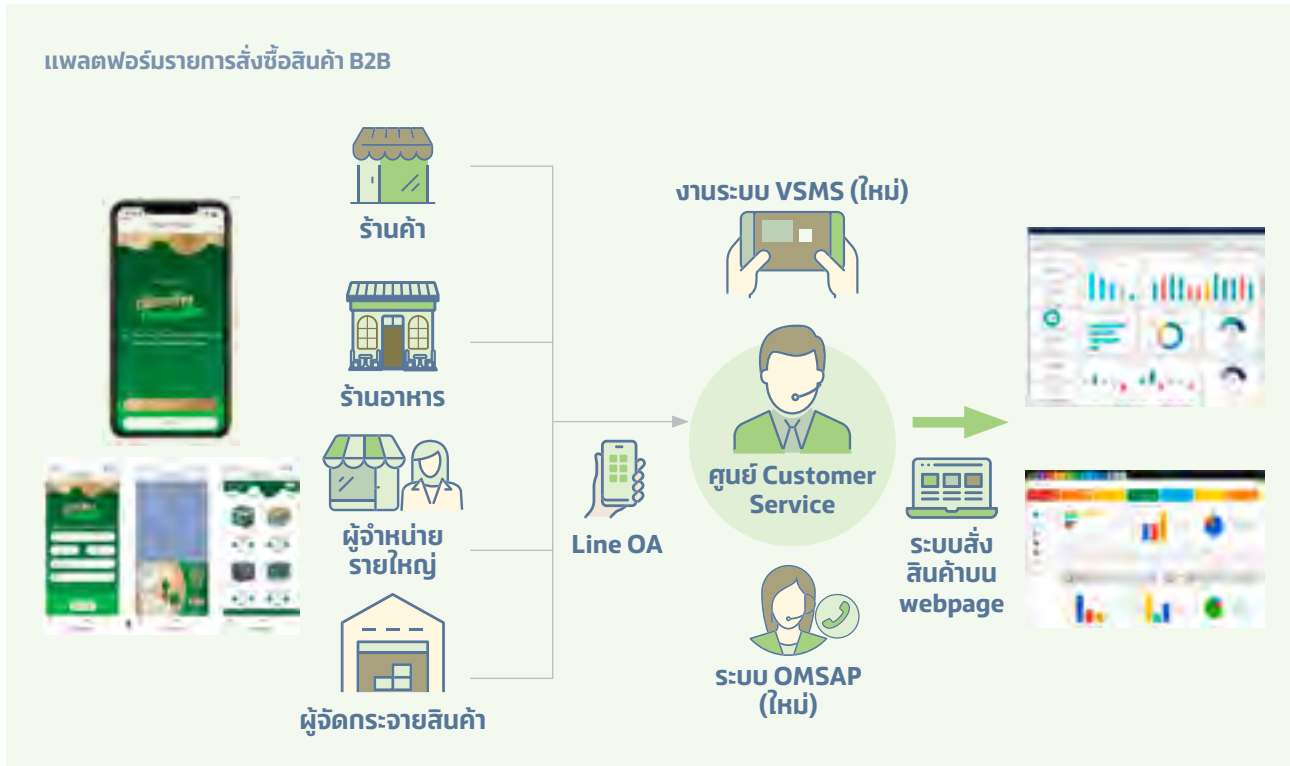 แพลตฟอร์มรายการสั่งซื้อสินค้า B2B
ร้านค้า
ร้านอาหาร
ผู้จำหน่าย
รายใหญ่
ผู้จัดกระจายสินค้า
Line OA
งานระบบ VSMS (ใหม่)
ศูนย์ Customer
Service
ระบบ OMSAP
(ใหม่)
ระบบสั่ง
สินค้าบน
webpage